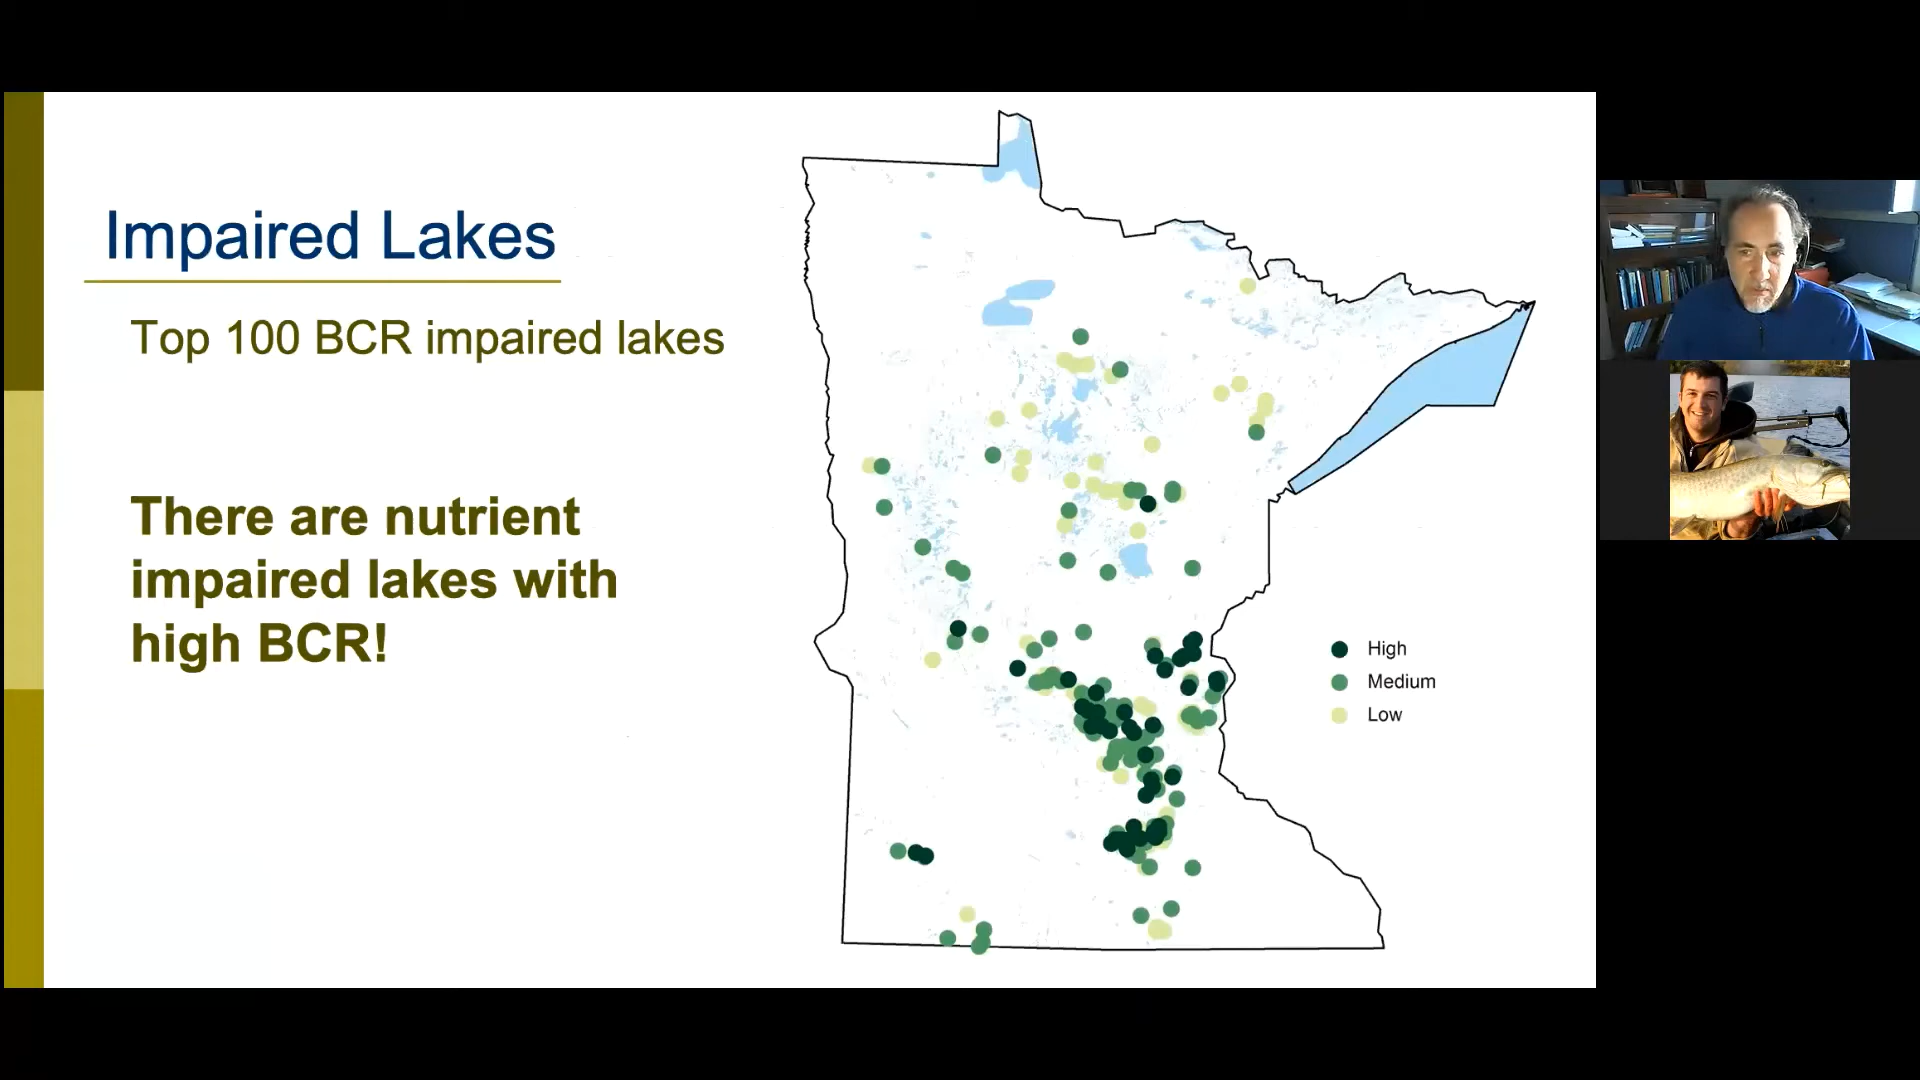 Impaired Lakes
Top 100 BCR impaired lakes
There are nutrient
impaired lakes with
high BCR!
High
Medium
Low